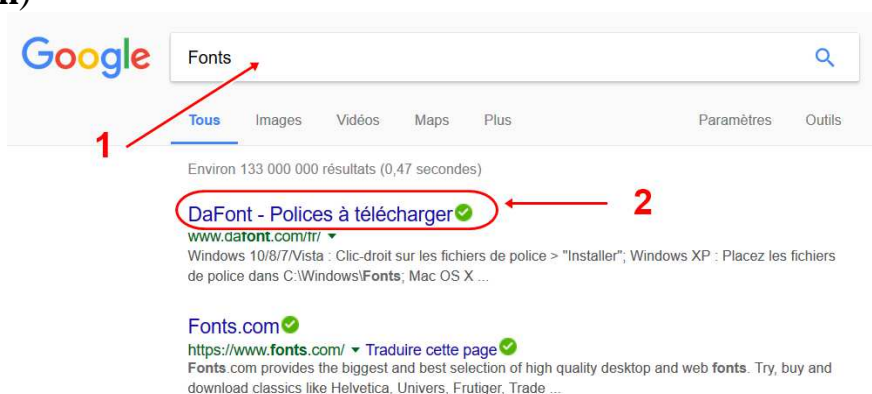 Google Fonts
Tous Images Vidéos Maps Plus Paramètres Outils
1
Environ 133 000 000 résultats (0,47 secondes)
DaFont - Polices à télécharger 2
www.dafont.com/fr/
Windows 10/8/7/Vista : Clic-droit sur les fichiers de police > "Installer"; Windows XP : Placez les fichiers
de police dans C:\Windows\Fonts; Mac OS X ...
Fonts.com
https://www.fonts.com/ Traduire cette page
Fonts.com provides the biggest and best selection of high quality desktop and web fonts. Try, buy and
download classics like Helvetica, Univers, Frutiger, Trade ...